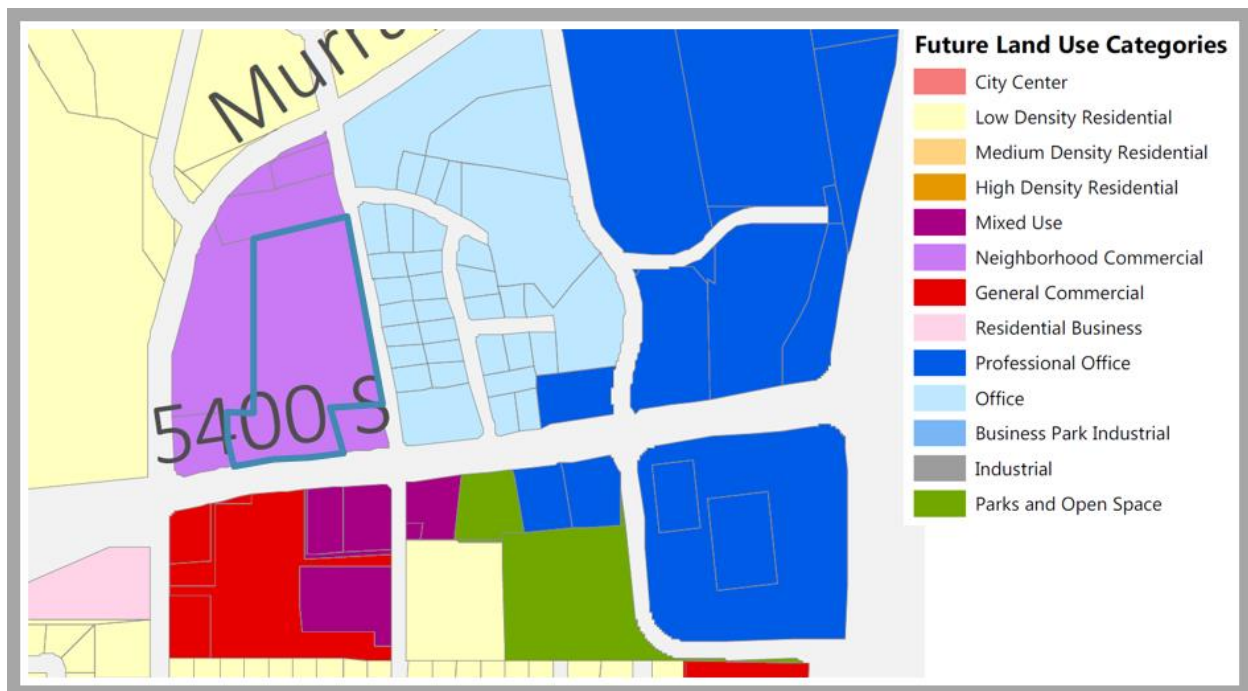 Murra
5400 S
Future Land Use Categories
City Center
Low Density Residential
Medium Density Residential
High Density Residential
Mixed Use
Neighborhood Commercial
General Commercial
Residential Business
Professional Office
Office
Business Park Industrial
Industrial
Parks and Open Space